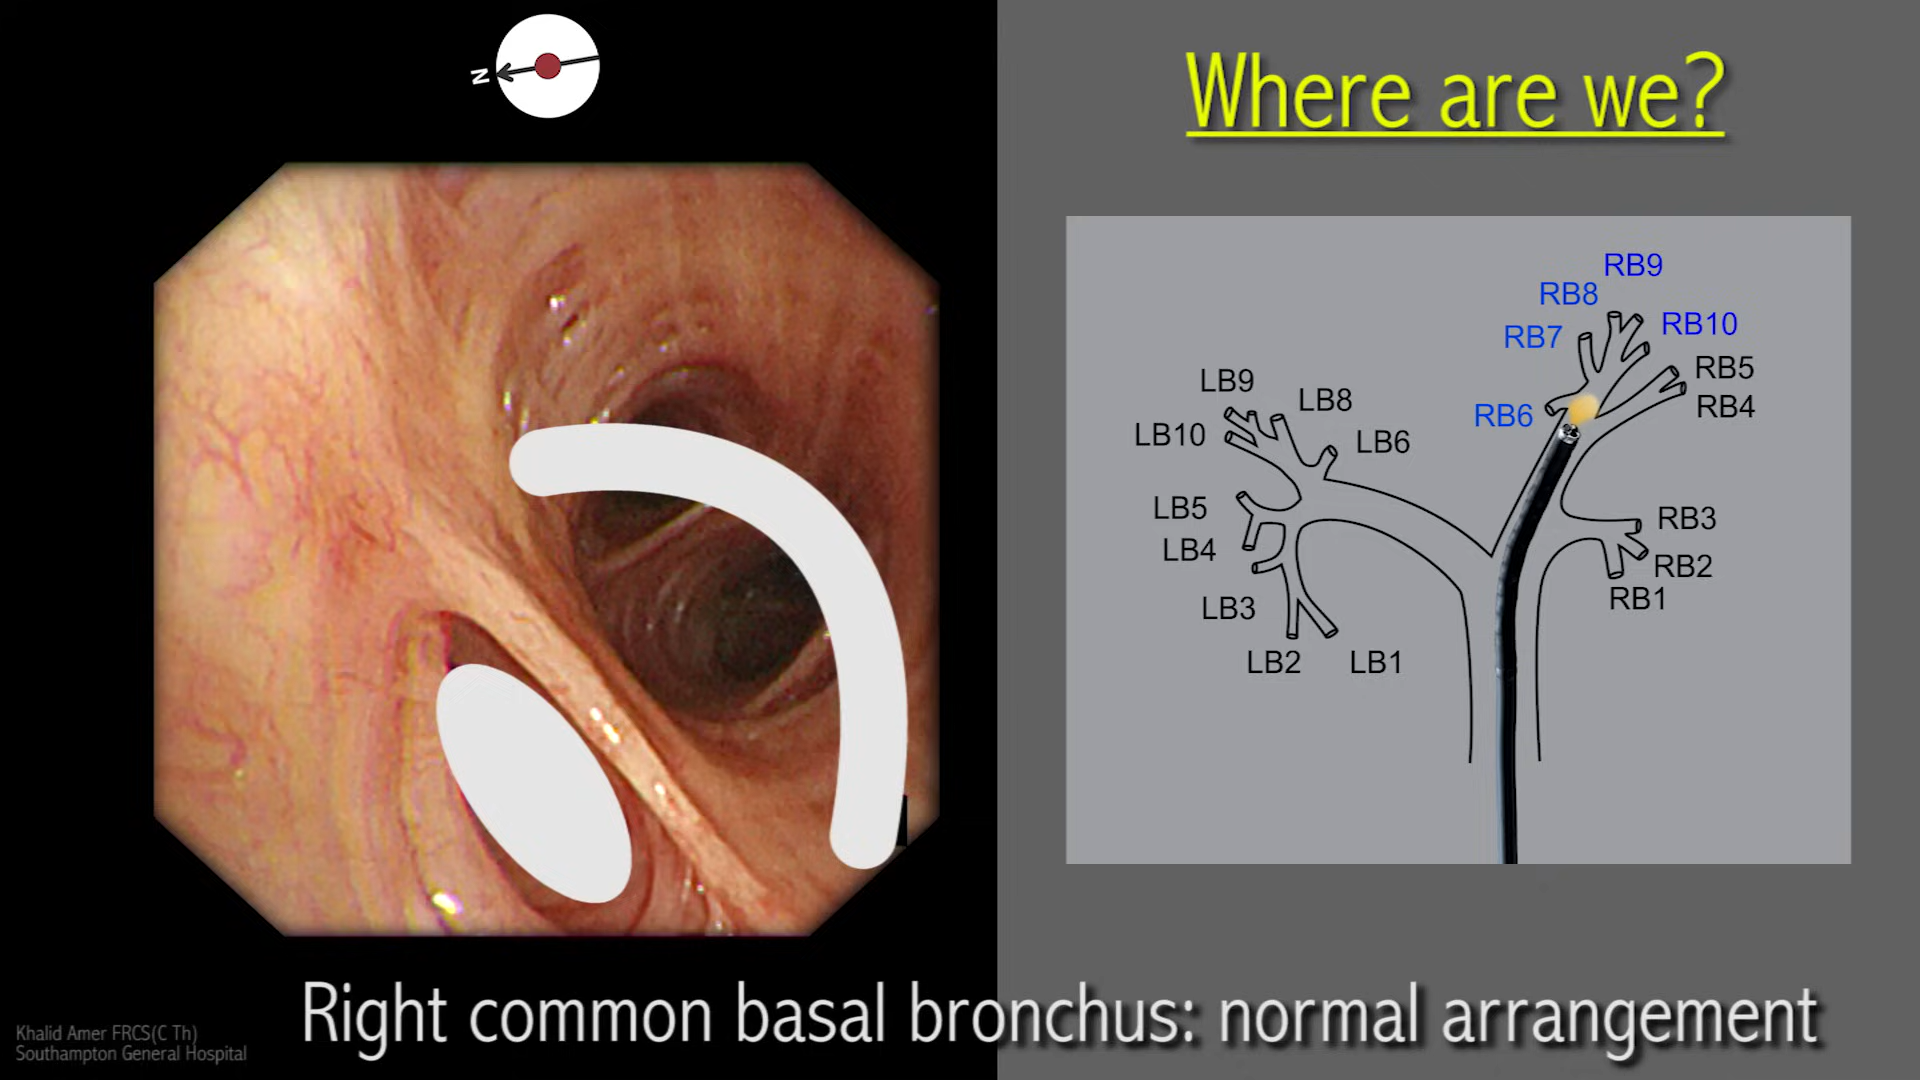 N
Where are we?
RB9
RB8
RB10
RB7
RB5
RB4
RB6
LB9
LB8
LB10
LB6
LB5
LB4
RB3
RB2
RB1
LB3
LB2
LB1
Right common basal bronchus: normal arrangement
Khalid Amer FRCS(C Th)
Southampton General Hospital